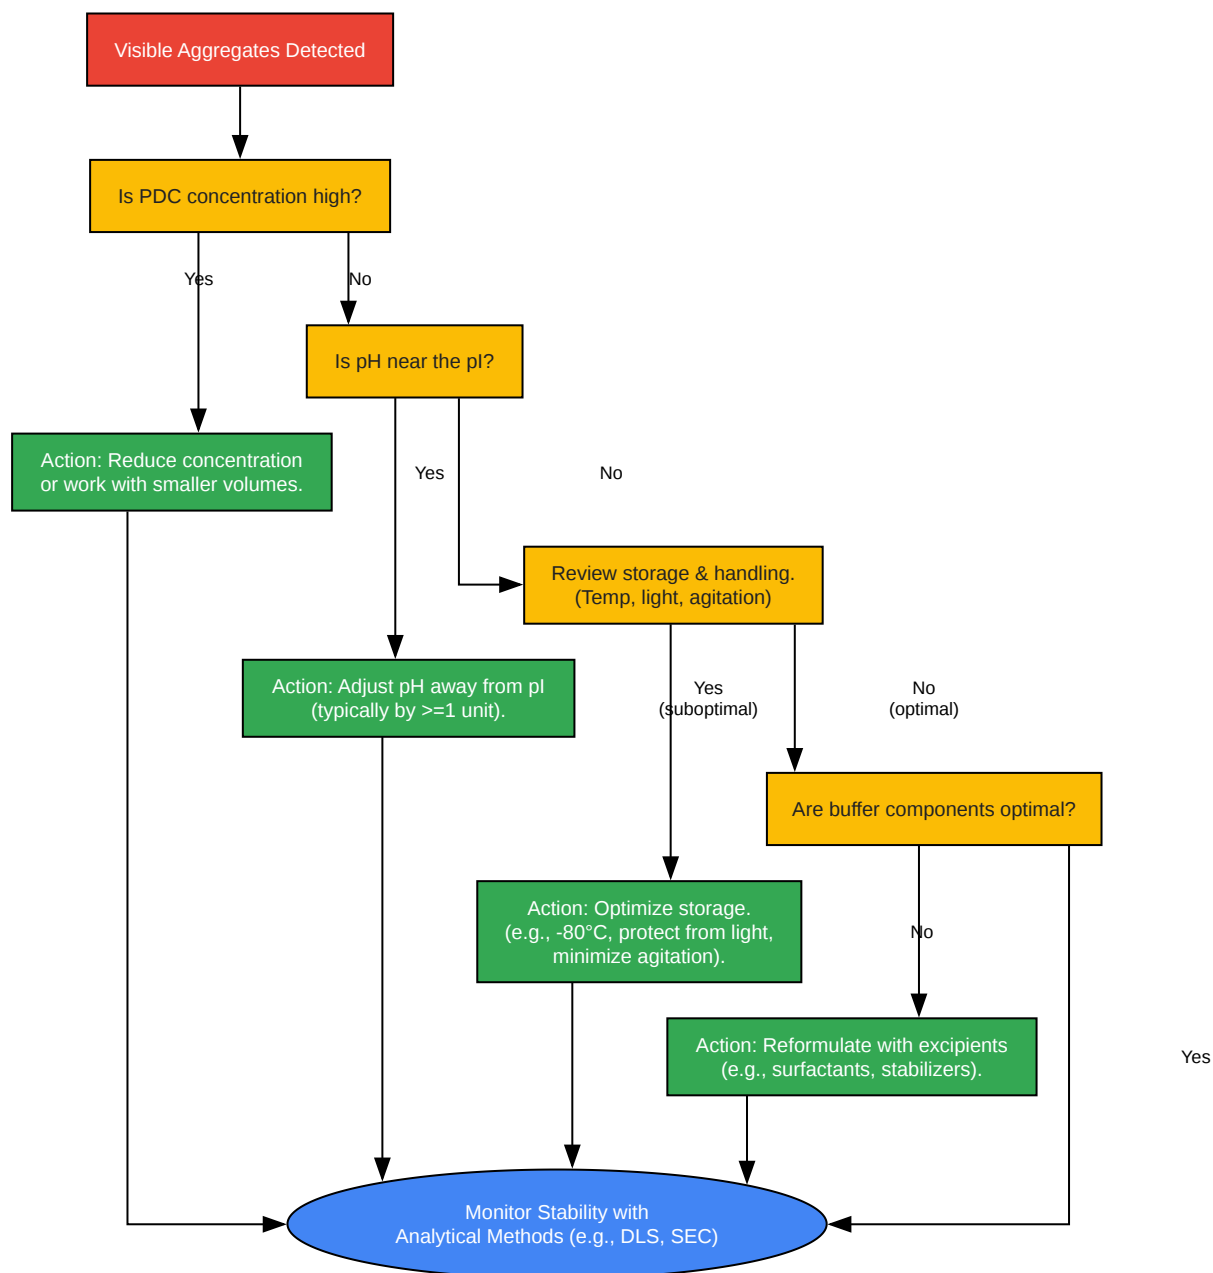 Visible Aggregates Detected
Is PDC concentration high?
Yes
No
Is pH near the pI?
Action: Reduce concentration
or work with smaller volumes.
Yes
No
Review storage & handling.
(Temp, light, agitation)
Action: Adjust pH away from pI
(typically by >=1 unit).
Yes
(suboptimal)
No
(optimal)
Are buffer components optimal?
Action: Optimize storage.
(e.g., -80°C, protect from light,
minimize agitation).
No
Action: Reformulate with excipients
(e.g., surfactants, stabilizers).
Yes
Monitor Stability with
Analytical Methods (e.g., DLS, SEC)